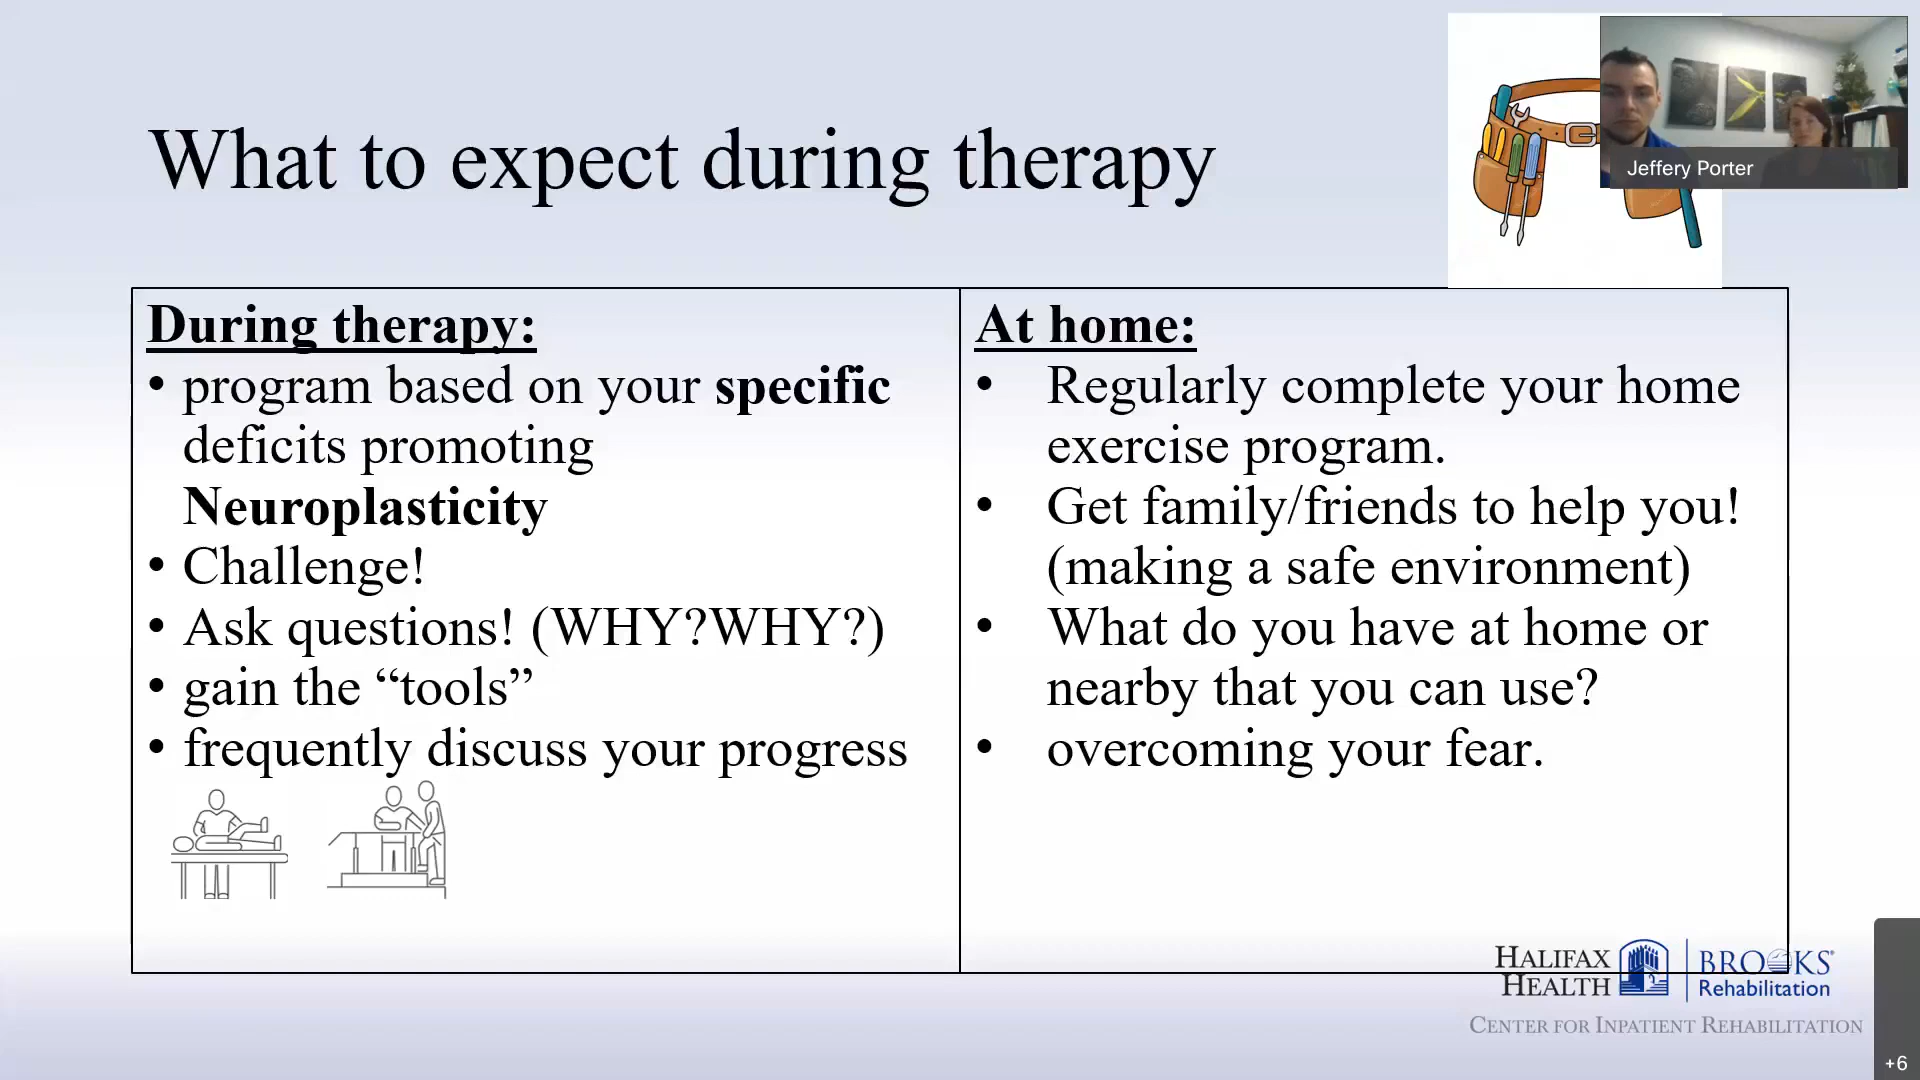 What to expect during therapy
Jeffery Porter
During therapy:
• program based on your specific
deficits promoting
Neuroplasticity
• Challenge!
• Ask questions! (WHY?WHY?)
• gain the “tools”
• frequently discuss your progress
At home:
• Regularly complete your home
exercise program.
• Get family/friends to help you!
(making a safe environment)
• What do you have at home or
nearby that you can use?
• overcoming your fear.
HALIFAX
HEALTH
BROOKS®
Rehabilitation
CENTER FOR INPATIENT REHABILITATION
+6